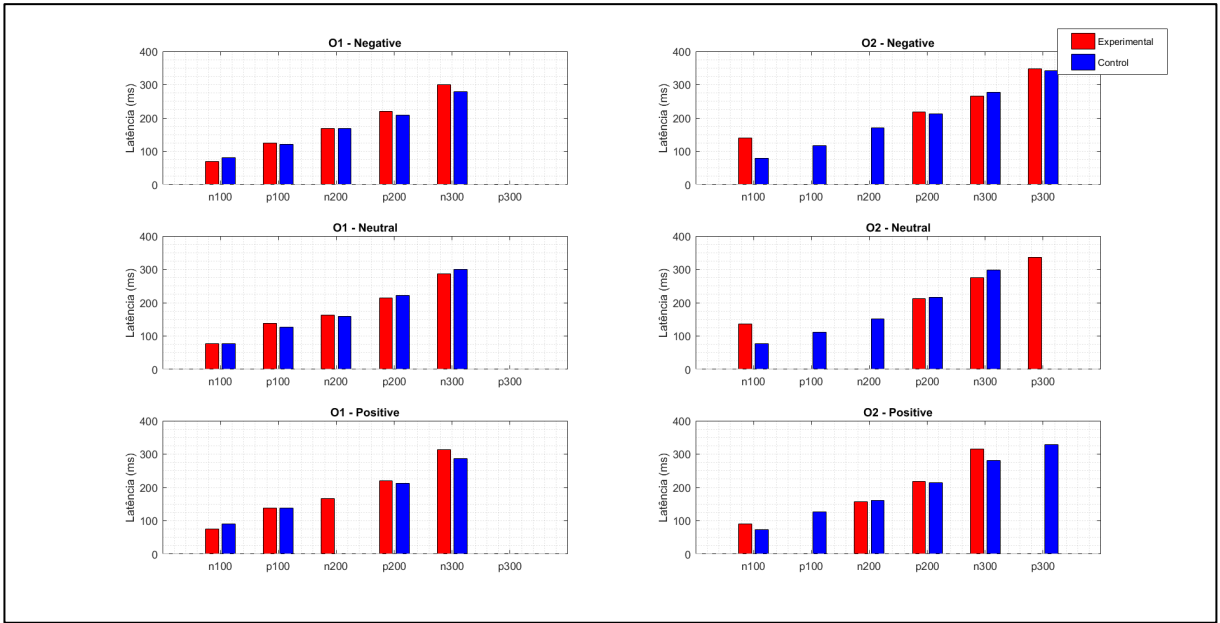 O1 - Negative
400
300
200
100
0
Latência (ms)
n100 p100 n200 p200 n300 p300
O2 - Negative
400
300
200
100
0
Latência (ms)
n100 p100 n200 p200 n300 p300
Experimental
Control
O1 - Neutral
400
300
200
100
0
Latência (ms)
n100 p100 n200 p200 n300 p300
O2 - Neutral
400
300
200
100
0
Latência (ms)
n100 p100 n200 p200 n300 p300
O1 - Positive
400
300
200
100
0
Latência (ms)
n100 p100 n200 p200 n300 p300
O2 - Positive
400
300
200
100
0
Latência (ms)
n100 p100 n200 p200 n300 p300